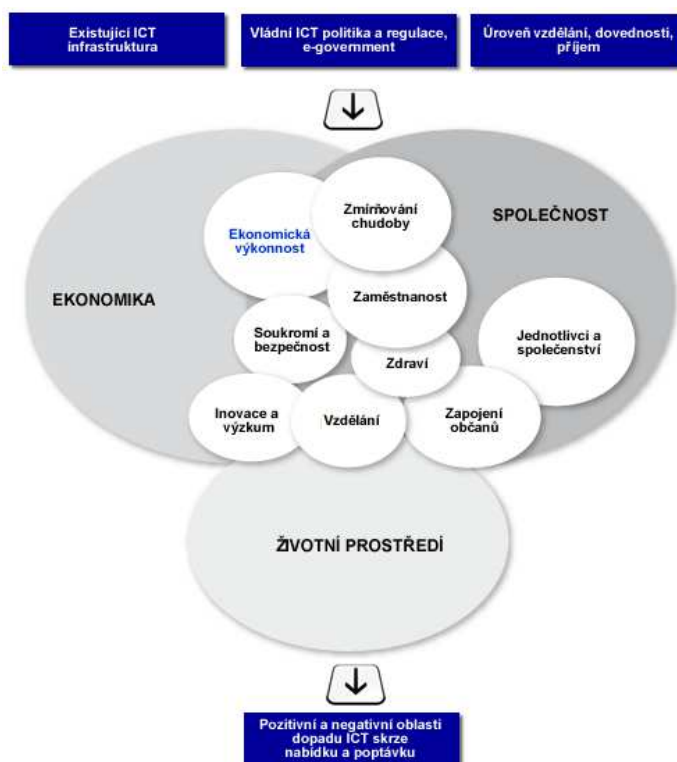 Existující ICT
infrastruktura
Vládní ICT politika a regulace,
e-government
Úroveň vzdělání, dovednosti,
příjem
Zmírňování
chudoby
SPOLEČNOST
Ekonomická
výkonnost
EKONOMIKA
Zaměstnanost
Soukromí a
bezpečnost
Jednotlivci a
společenství
Zdraví
Inovace a
výzkum
Vzdělání
Zapojení
občanů
ŽIVOTNÍ PROSTŘEDÍ
Pozitivní a negativní oblasti
dopadu ICT skrze
nabídku a poptávku